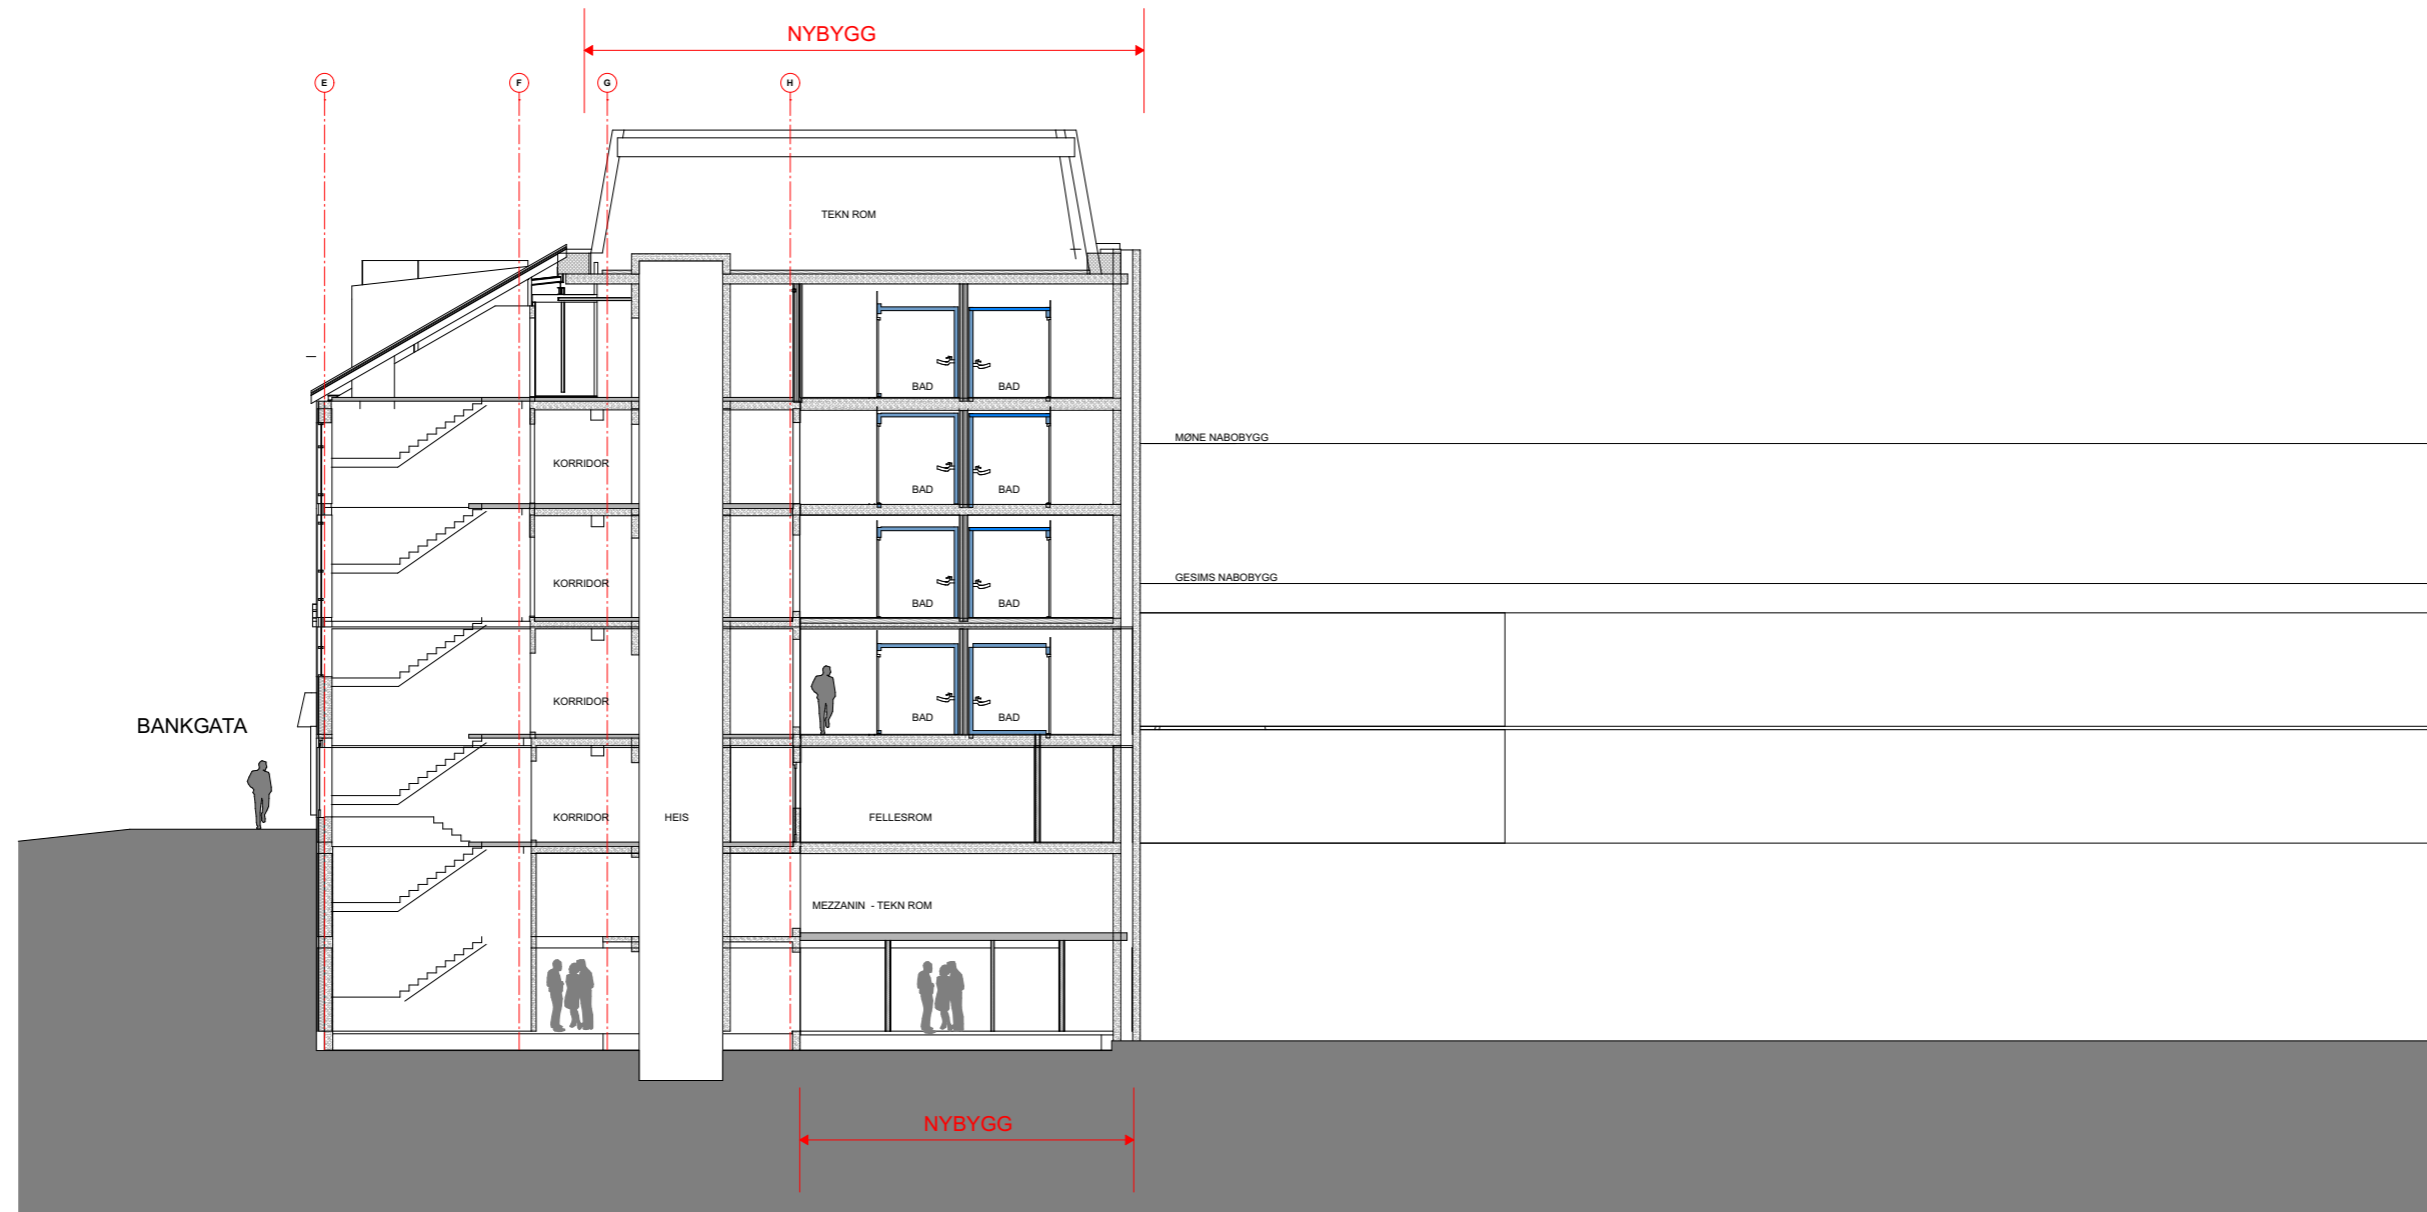 NYBYGG
E
F
G
H
TEKN ROM
BAD
BAD
MØNE NABOBYGG
KORRIDOR
BAD
BAD
GESIMS NABOBYGG
KORRIDOR
BAD
BAD
KORRIDOR
BAD
BAD
BANKGATA
KORRIDOR
HEIS
FELLESROM
MEZZANIN - TEKN ROM
NYBYGG